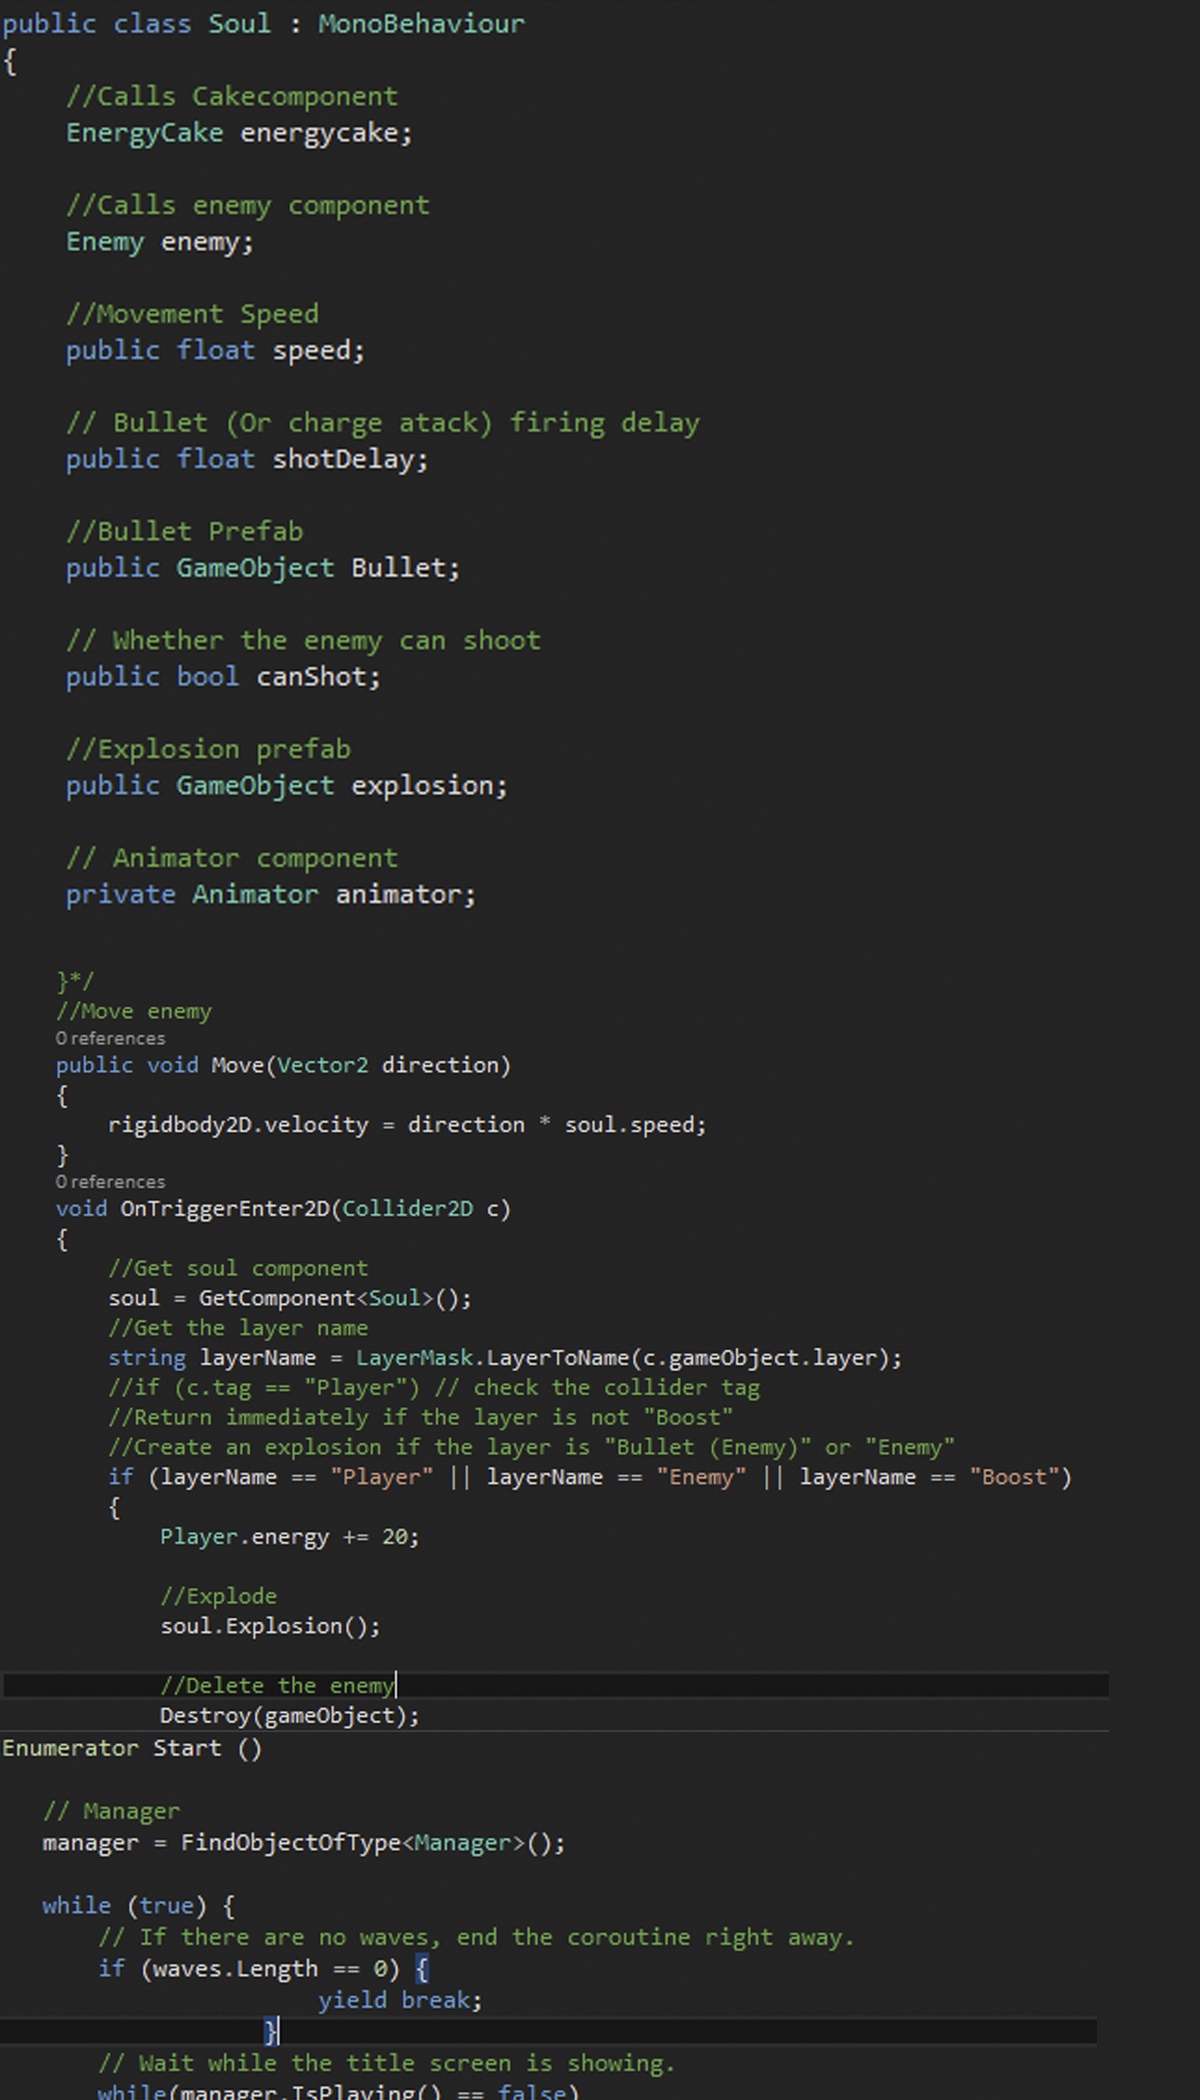 public class Soul : MonoBehaviour
{
//Calls Cakecomponent
EnergyCake energycake;
//Calls enemy component
Enemy enemy;
//Movement Speed
public float speed;
// Bullet (Or charge atack) firing delay
public float shotDelay;
//Bullet Prefab
public GameObject Bullet;
// Whether the enemy can shoot
public bool canShot;
//Explosion prefab
public GameObject explosion;
// Animator component
private Animator animator;
}*/
//Move enemy
0 references
public void Move(Vector2 direction)
{
rigidbody2D.velocity = direction * soul.speed;
}
0 references
void OnTriggerEnter2D(Collider2D c)
{
//Get soul component
soul = GetComponent<Soul>();
//Get the layer name
string layerName = LayerMask.LayerToName(c.gameObject.layer);
//if (c.tag == "Player") // check the collider tag
//Return immediately if the layer is not "Boost"
//Create an explosion if the layer is "Bullet (Enemy)" or "Enemy"
if (layerName == "Player" || layerName == "Enemy" || layerName == "Boost")
{
Player.energy += 20;
//Explode
soul.Explosion();
//Delete the enemy
Destroy(gameObject);
Enumerator Start ()
// Manager
manager = FindObjectOfType<Manager>();
while (true) {
// If there are no waves, end the coroutine right away.
if (waves.Length == 0) {
yield break;
}
// Wait while the title screen is showing.
while(manager.IsPlaying() == false)